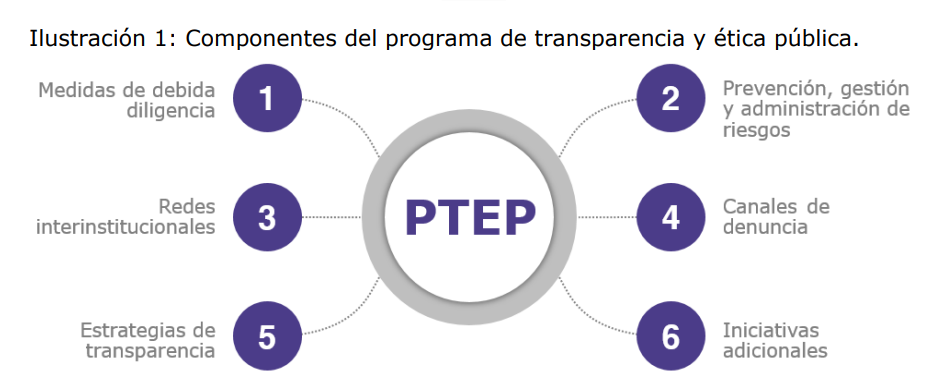 Ilustración 1: Componentes del programa de transparencia y ética pública.
Medidas de debida
diligencia
1
2
Prevención, gestión
y administración de
riesgos
Redes
interinstitucionales
3
PTEP
4
Canales de
denuncia
Estrategias de
transparencia
5
6
Iniciativas
adicionales